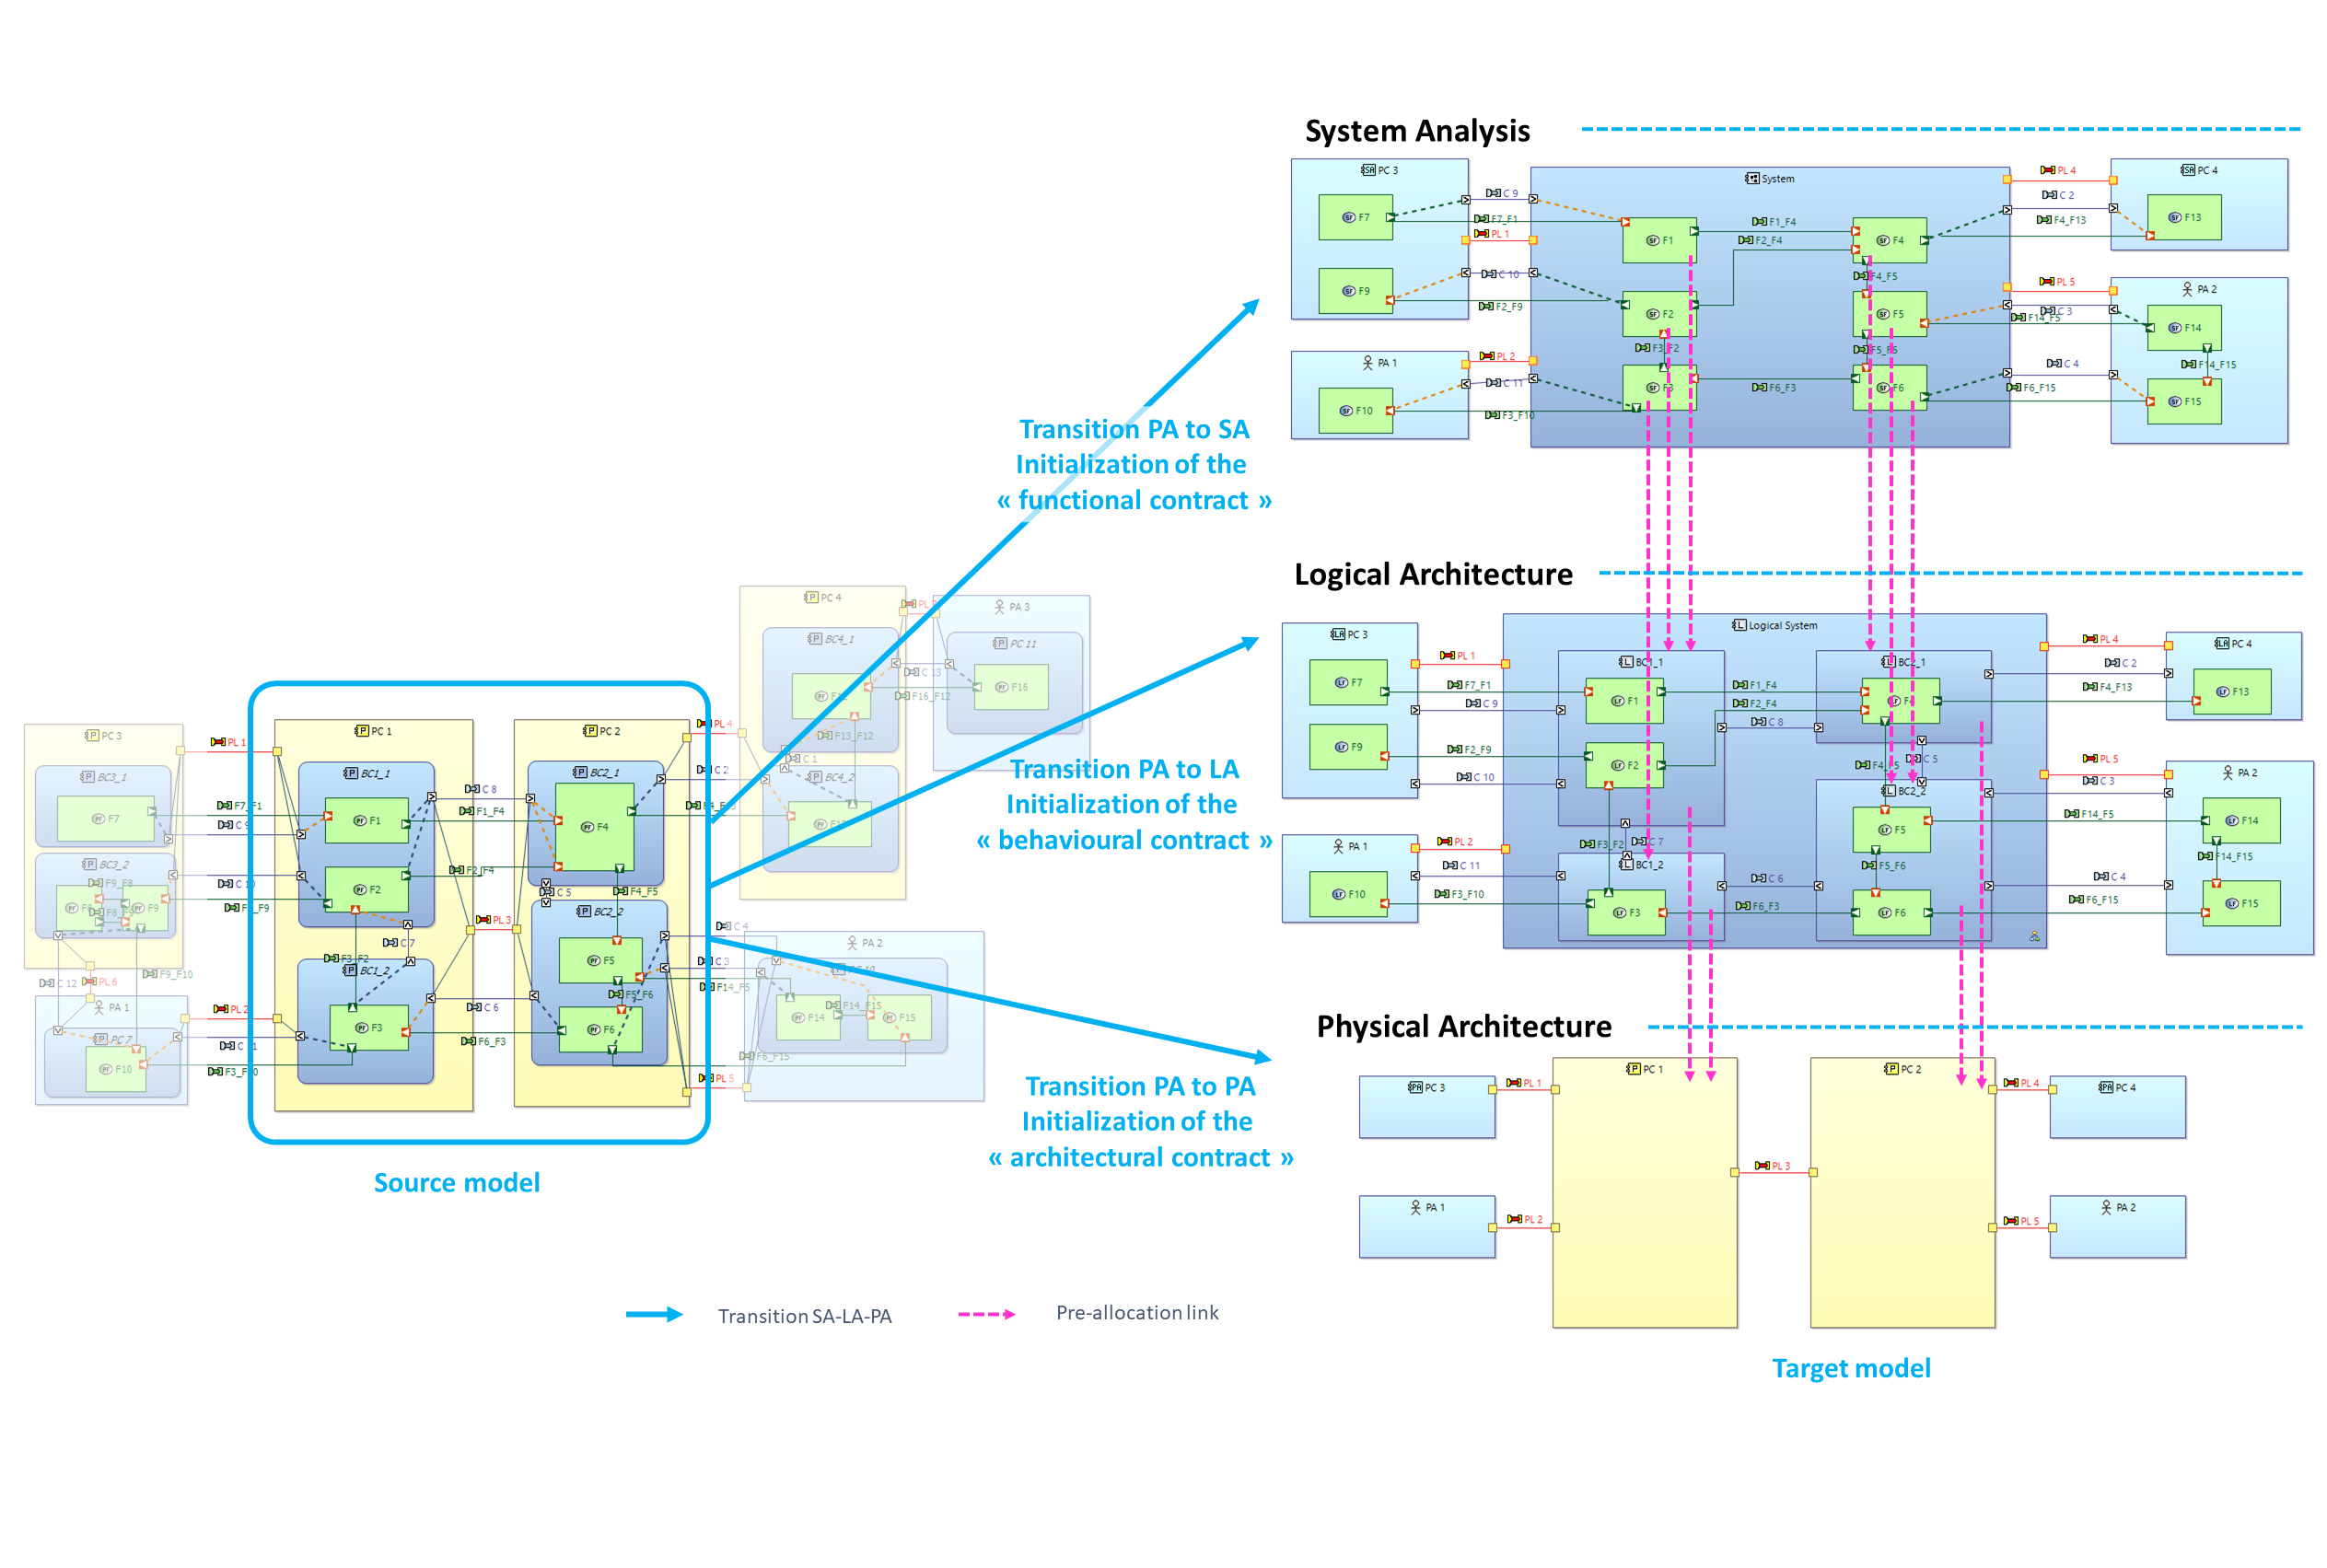 System Analysis
PC 3
F7
F9
PA 1
F10
C 9
F7_F1
PL 1
C 10
F2_F9
PL 2
C 11
F3_F10
System
F1
F2
F3_F2
F3
F1_F4
F2_F4
F6_F3
F4
F4_F5
F5
F5_F6
F6
PL 4
C 2
F4_F13
PL 5
C 3
F14_F5
C 4
F6_F15
PC 4
F13
PA 2
F14
F14_F15
F15
Transition PA to SA
Initialization of the
« functional contract »
Logical Architecture
PC 3
F7
F9
PA 1
F10
PL 1
F7_F1
C 9
F2_F9
C 10
PL 2
C 11
F3_F10
Logical System
BC1_1
F1
F2
F3_F2
C 7
BC1_2
F3
F1_F4
F2_F4
C 8
C 6
F6_F3
BC2_1
F4
F4_F5
C 5
BC2_2
F5
F5_F6
F6
PL 4
C 2
F4_F13
PL 5
C 3
F14_F5
C 4
F6_F15
PC 4
F13
PA 2
F14
F14_F15
F15
Transition PA to LA
Initialization of the
« behavioural contract »
PC 3
BC3_1
F7
BC3_2
F9_F8
F8_F9
F9
C 12
PL 6
F9_F10
PA 1
PC 7
F10
PL 1
F7_F1
C 9
C 10
F2_F9
PL 2
C 11
F3_F10
PC 1
BC1_1
F1
F2
C 7
F3_F2
BC1_2
F3
C 8
F1_F4
F2_F4
PL 3
C 6
F6_F3
PC 2
BC2_1
F4
C 5
F4_F5
BC2_2
F5
F5_F6
F6
PL 4
C 2
C 4
C 3
F14_F5
F6_F15
PL 5
PC 4
BC4_1
F13_F12
C 1
BC4_2
C 13
F16_F12
PA 3
PC 11
F16
PA 2
F14
F14_F15
F15
Source model
Transition PA to PA
Initialization of the
« architectural contract »
Physical Architecture
PC 3
PL 1
PA 1
PL 2
PC 1
PL 3
PC 2
PL 4
PC 4
PL 5
PA 2
Target model
Transition SA-LA-PA
Pre-allocation link